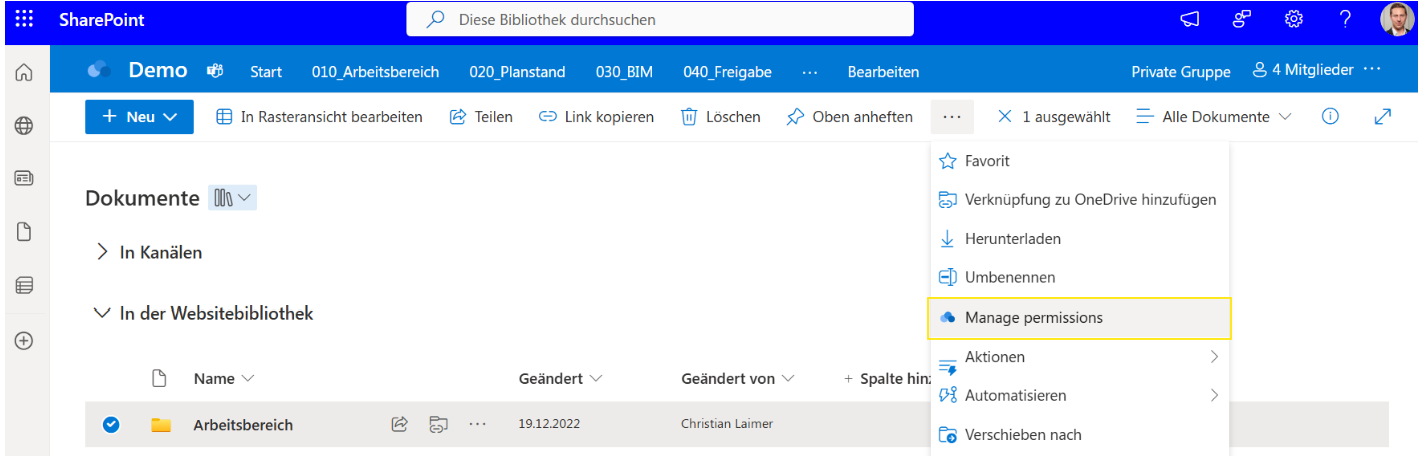 SharePoint
Diese Bibliothek durchsuchen
?
Demo Start 010_Arbeitsbereich 020_Planstand 030_BIM 040_Freigabe ··· Bearbeiten Private Gruppe 4 Mitglieder ···
+ Neu In Rasteransicht bearbeiten Teilen Link kopieren Löschen Oben anheften ··· 1 ausgewählt Alle Dokumente
Favorit
Dokumente
Verknüpfung zu OneDrive hinzufügen
Herunterladen
In Kanälen
Umbenennen
In der Websitebibliothek
Manage permissions
Aktionen
Name Geändert Geändert von + Spalte hinz
Automatisieren
Arbeitsbereich ··· 19.12.2022 Christian Laimer
Verschieben nach